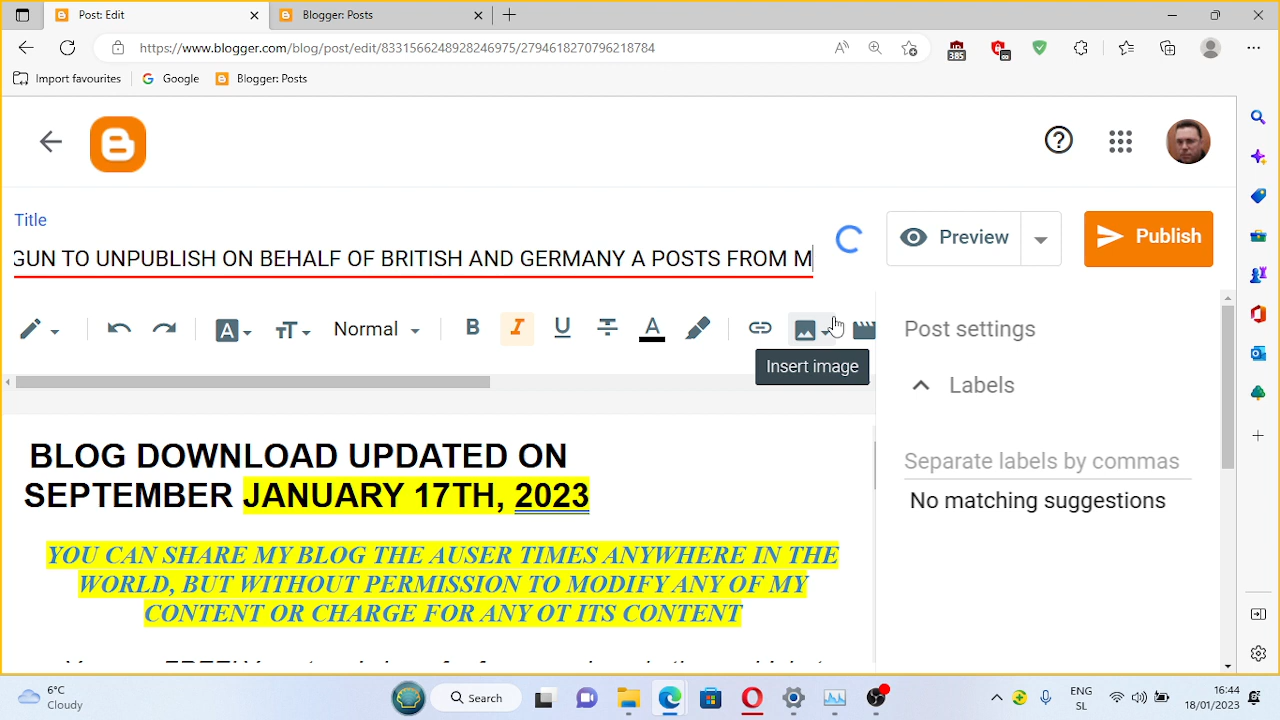 Post: Edit
Blogger: Posts
https://www.blogger.com/blog/post/edit/8331566248928246975/2794618270796218784
385
Import favourites
Google
Blogger: Posts
Title
GUN TO UNPUBLISH ON BEHALF OF BRITISH AND GERMANY A POSTS FROM M
Preview
Publish
Normal
B
I
U
A
Insert image
Post settings
Labels
Separate labels by commas
No matching suggestions
BLOG DOWNLOAD UPDATED ON
SEPTEMBER JANUARY 17TH, 2023
YOU CAN SHARE MY BLOG THE AUSER TIMES ANYWHERE IN THE
WORLD, BUT WITHOUT PERMISSION TO MODIFY ANY OF MY
CONTENT OR CHARGE FOR ANY OT ITS CONTENT
6°C
Cloudy
Search
ENG
SL
16:44
18/01/2023